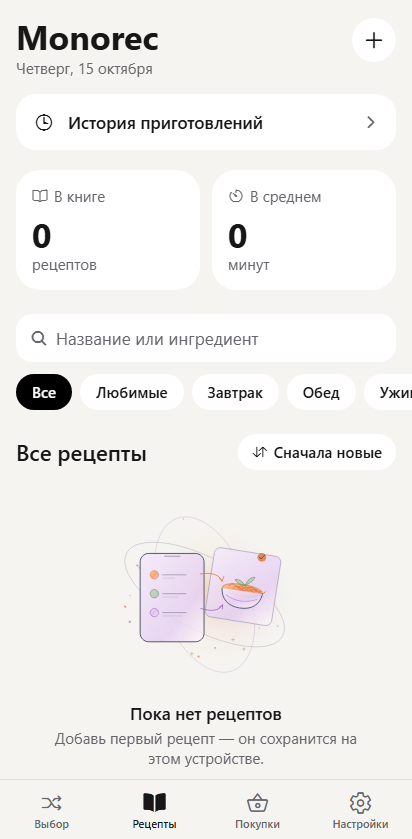 Monorec
Четверг, 15 октября
История приготовлений
В книге
0
рецептов
В среднем
0
минут
Название или ингредиент
Все
Любимые
Завтрак
Обед
Все рецепты
Сначала новые
Пока нет рецептов
Добавь первый рецепт — он сохранится на
этом устройстве.
Выбор
Рецепты
Покупки
Настройки